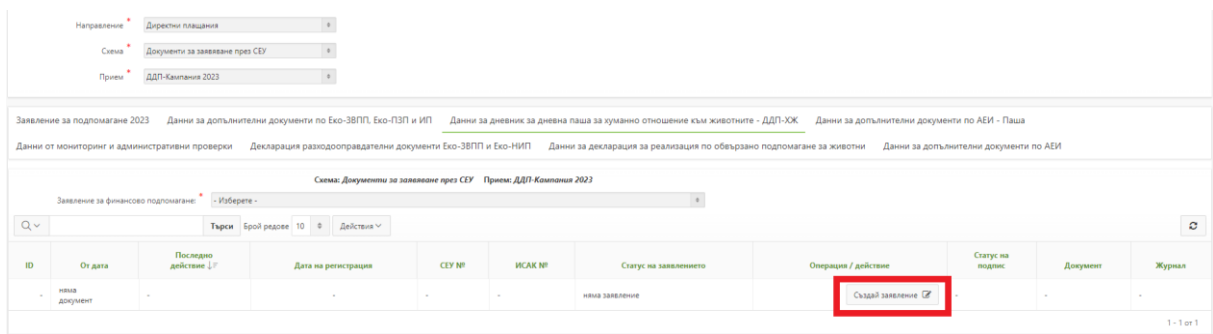 Направление * Директни плащания
Схема * Документи за заявяване през СЕУ
Прием * ДДП-Кампания 2023
Заявление за подпомагане 2023 Данни за допълнителни документи по Еко-ЗВПП, Еко-ПЗП и ИП Данни за дневник за дневна паша за хуманно отношение към животните - ДДП-ХЖ Данни за допълнителни документи по АЕИ - Паша
Данни от мониторинг и административни проверки Декларация разходооправдателни документи Еко-ЗВПП и Еко-НИП Данни за декларация за реализация по обвързано подпомагане за животни Данни за допълнителни документи по АЕИ
Схема: Документи за заявяване през СЕУ Прием: ДДП-Кампания 2023
Заявление за финансово подпомагане: * - Изберете -
Търси Брой редове 10 Действия
ID От дата Последно действие Дата на регистрация СЕУ № ИСАК № Статус на заявлението Операция / действие Статус на подпис Документ Журнал
- няма документ - - - - няма заявление Създай заявление - - -
1 - 1 от 1